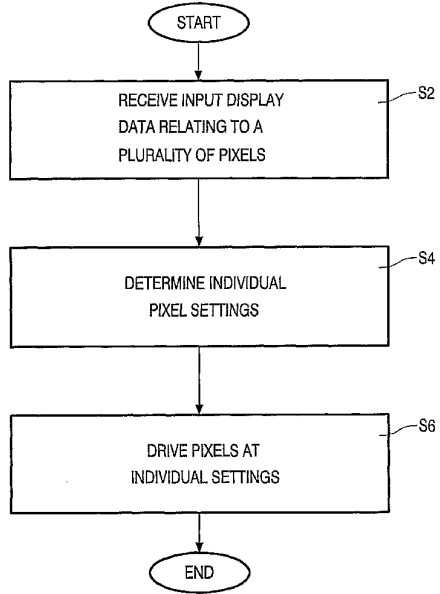 START
RECEIVE INPUT DISPLAY
DATA RELATING TO A
PLURALITY OF PIXELS
S2
DETERMINE INDIVIDUAL
PIXEL SETTINGS
S4
DRIVE PIXELS AT
INDIVIDUAL SETTINGS
S6
END